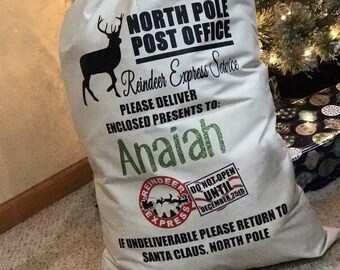 NORTH POLE
POST OFFICE
Reindeer Express Service
PLEASE DELIVER
ENCLOSED PRESENTS TO:
Anaiah
REINDEER
EXPRESS
DO NOT OPEN
UNTIL
DECEMBER 25TH
IF UNDELIVERABLE PLEASE RETURN TO
SANTA CLAUS, NORTH POLE